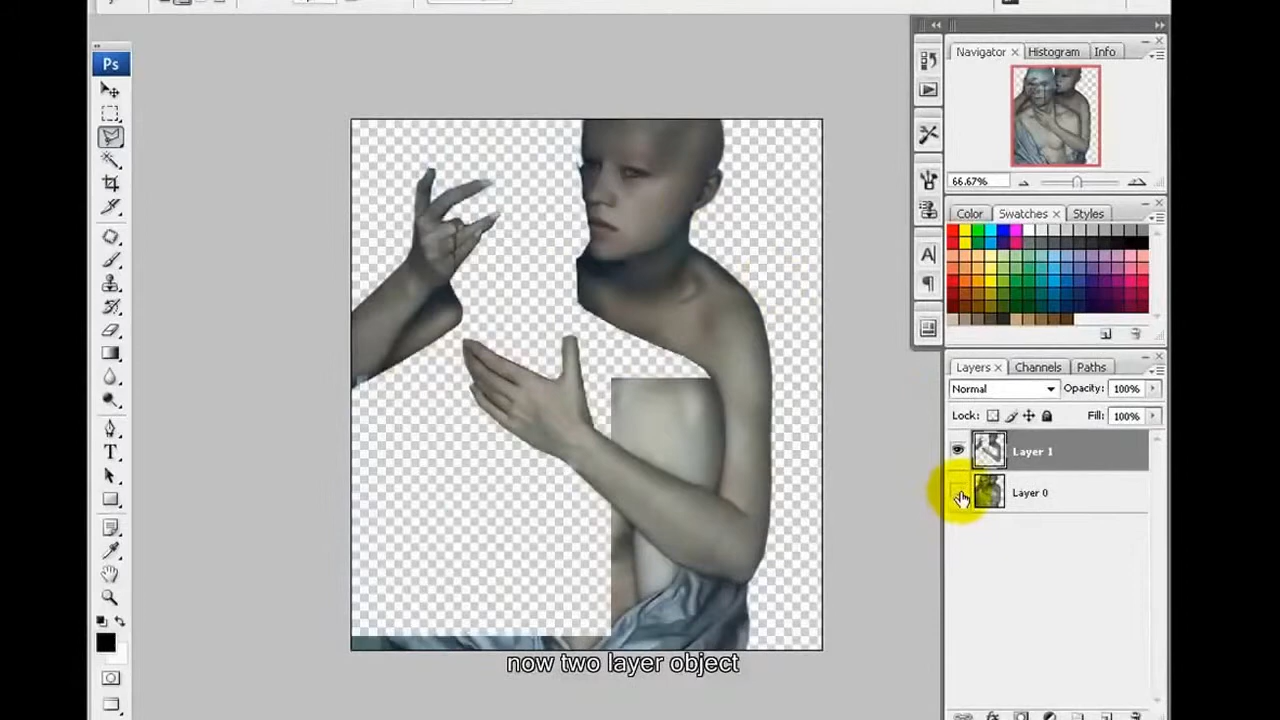 Ps
Navigator × Histogram Info
66.67%
Color Swatches × Styles
A
T
Layers × Channels Paths
Normal Opacity: 100%
Lock: Fill: 100%
Layer 1
Layer 0
now two layer object